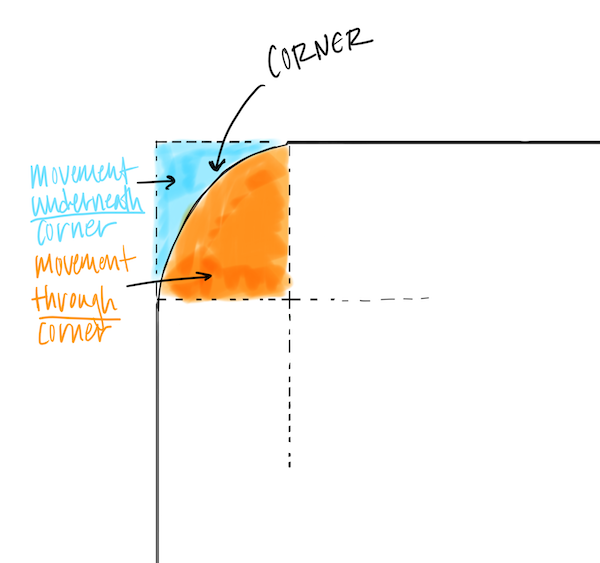 CORNER
movement
underneath
corner
movement
through
corner